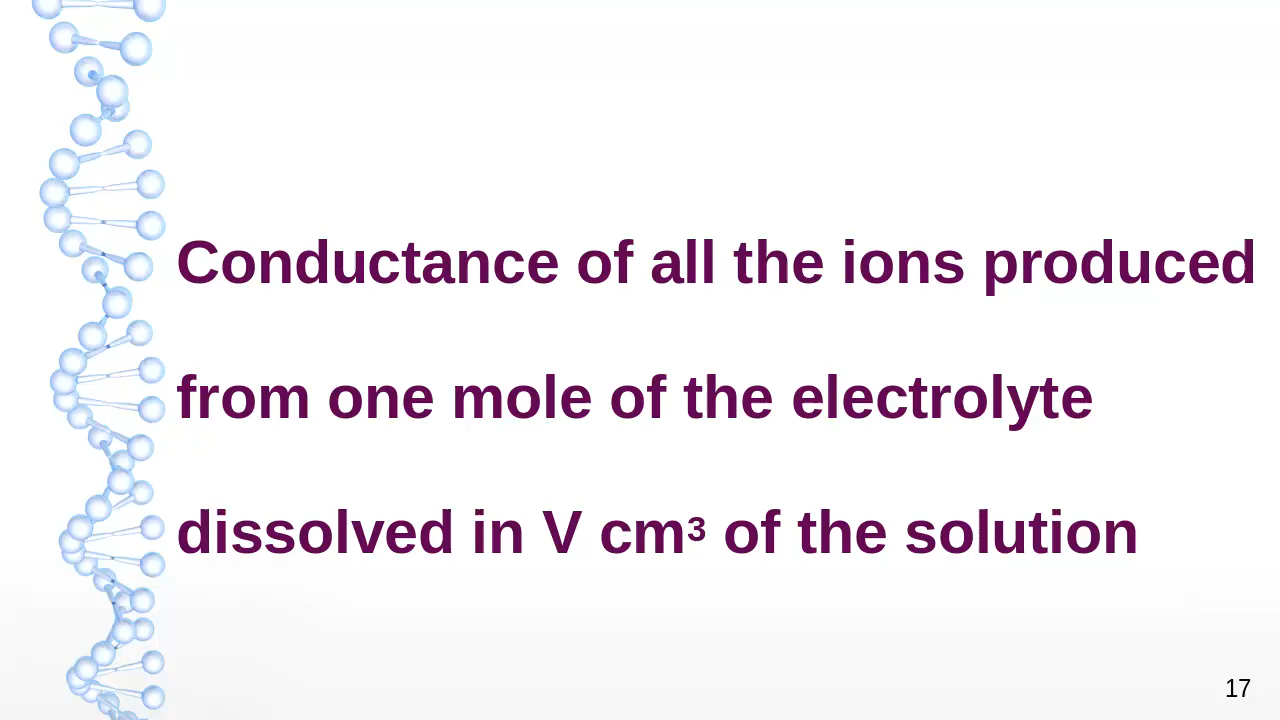 Conductance of all the ions produced
from one mole of the electrolyte
dissolved in V cm³ of the solution
17